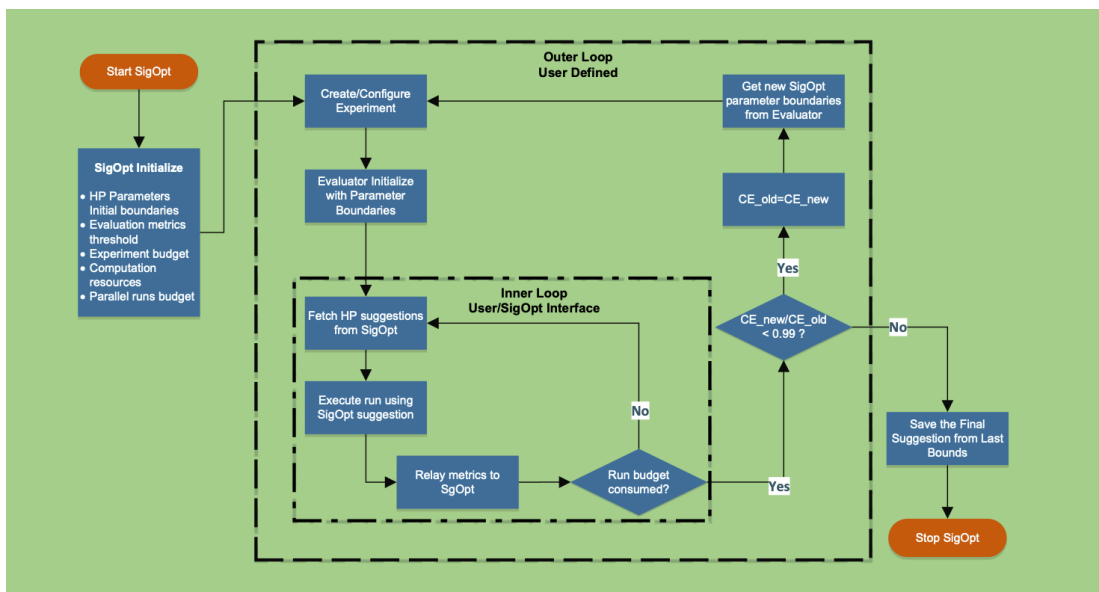 Start SigOpt
SigOpt Initialize
• HP Parameters
Initial boundaries
• Evaluation metrics
threshold
• Experiment budget
• Computation
resources
• Parallel runs budget
Outer Loop
User Defined
Create/Configure
Experiment
Evaluator Initialize
with Parameter
Boundaries
Inner Loop
User/SigOpt Interface
Fetch HP suggestions
from SigOpt
Execute run using
SigOpt suggestion
Relay metrics to
SgOpt
Run budget
consumed?
No
Yes
CE_new/CE_old
< 0.99 ?
Yes
CE_old=CE_new
Get new SigOpt
parameter boundaries
from Evaluator
No
Save the Final
Suggestion from Last
Bounds
Stop SigOpt